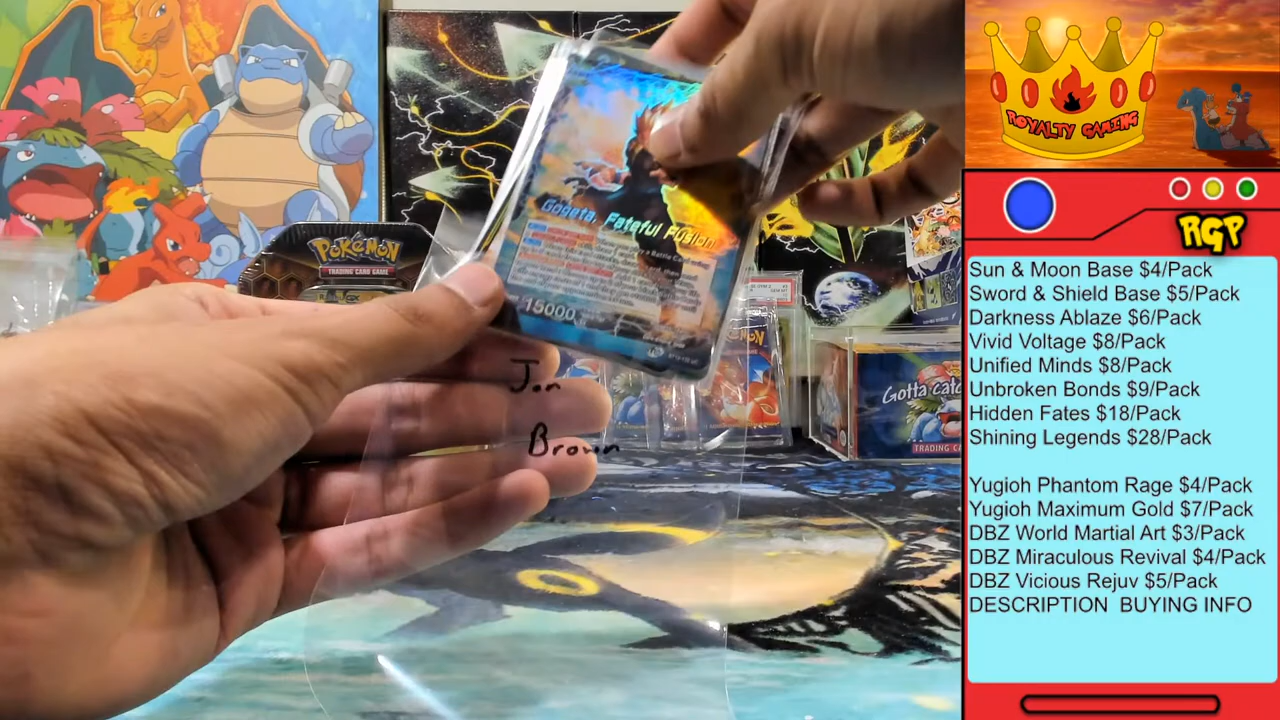 POKéMON
TRADING CARD GAME
Gogeta, Fateful Fusion
15000
Jon
Brown
Gotta catch
TRADING CA
ROYALTY GAMING
RGP
Sun & Moon Base $4/Pack
Sword & Shield Base $5/Pack
Darkness Ablaze $6/Pack
Vivid Voltage $8/Pack
Unified Minds $8/Pack
Unbroken Bonds $9/Pack
Hidden Fates $18/Pack
Shining Legends $28/Pack
Yugioh Phantom Rage $4/Pack
Yugioh Maximum Gold $7/Pack
DBZ World Martial Art $3/Pack
DBZ Miraculous Revival $4/Pack
DBZ Vicious Rejuv $5/Pack
DESCRIPTION BUYING INFO